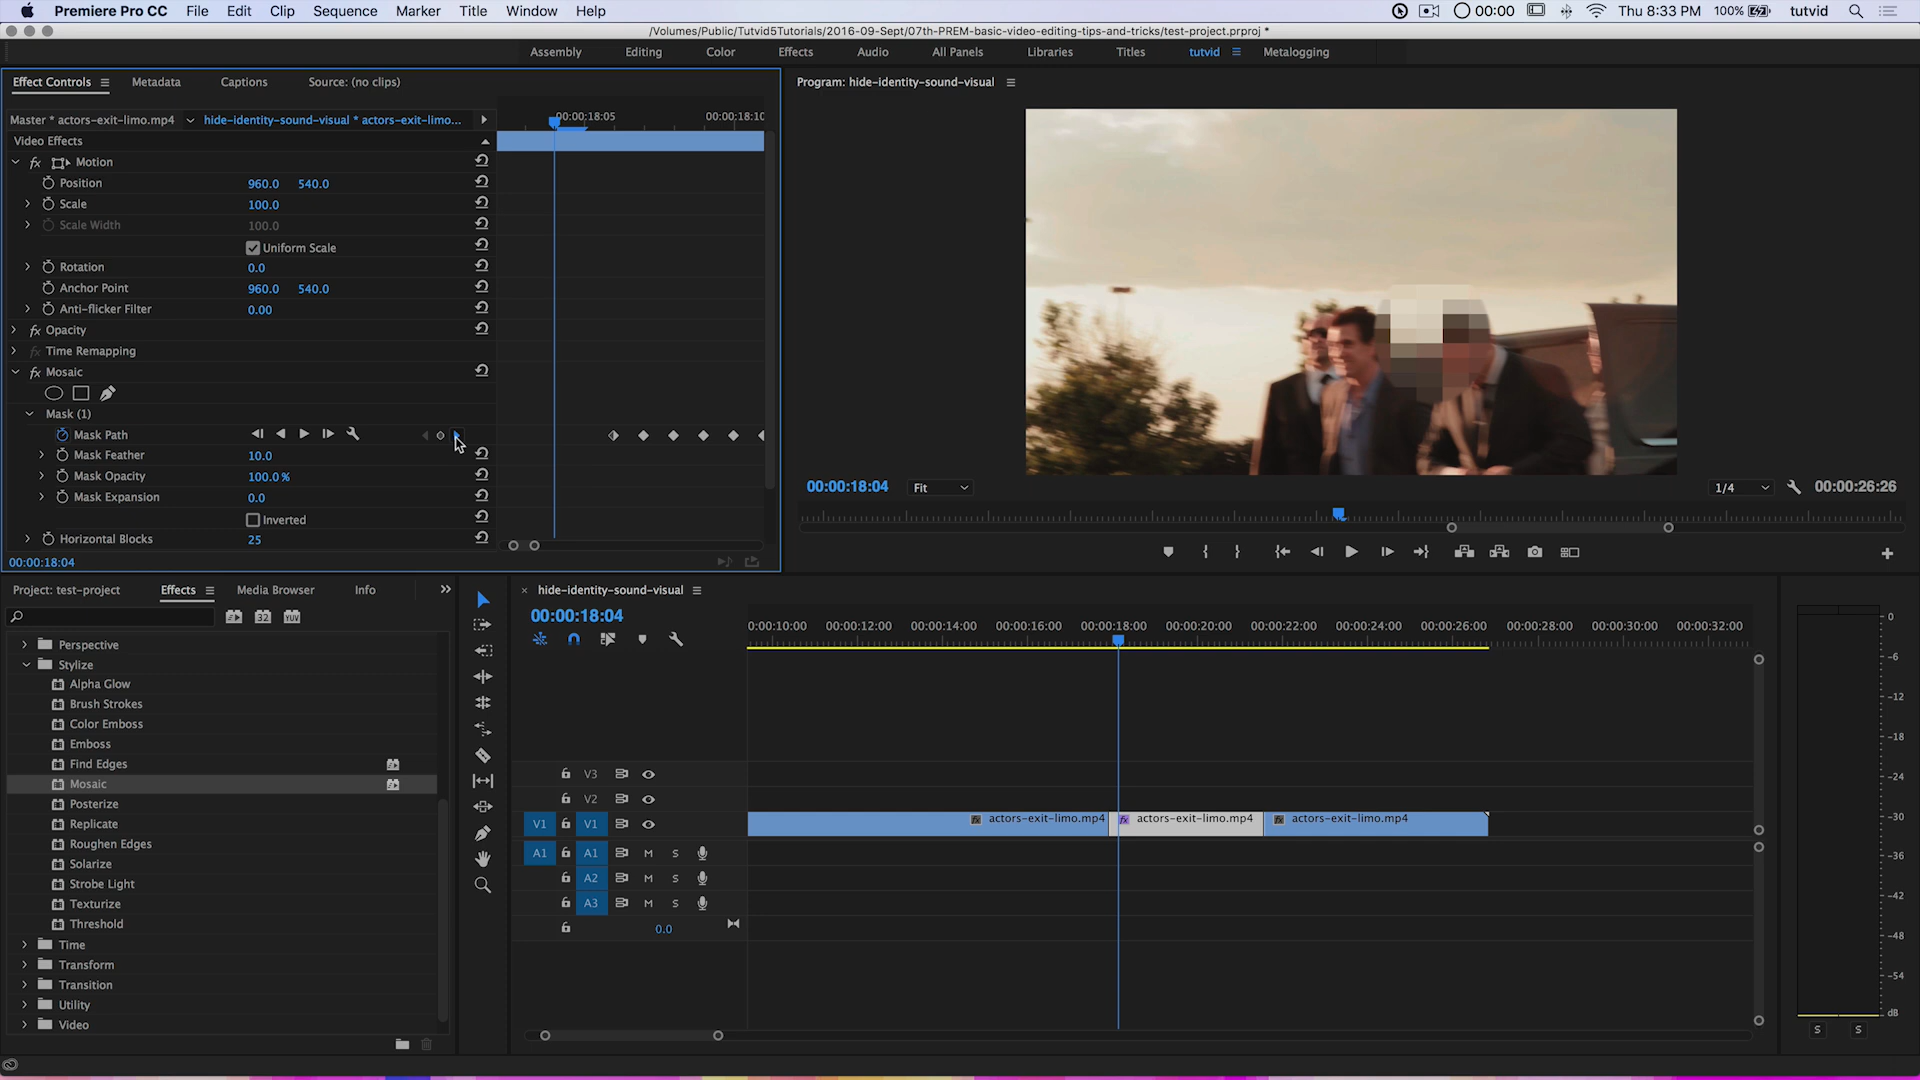 Premiere Pro CC File Edit Clip Sequence Marker Title Window Help 00:00 Thu 8:33 PM 100% tutvid
/Volumes/Public/Tutvid5Tutorials/2016-09-Sept/07th-PREM-basic-video-editing-tips-and-tricks/test-project.prproj *
Assembly Editing Color Effects Audio All Panels Libraries Titles tutvid Metalogging
Effect Controls Metadata Captions Source: (no clips)
Master * actors-exit-limo.mp4 hide-identity-sound-visual * actors-exit-limo...
00:00:18:05 00:00:18:10
Video Effects
fx Motion
Position 960.0 540.0
Scale 100.0
Scale Width 100.0
Uniform Scale
Rotation 0.0
Anchor Point 960.0 540.0
Anti-flicker Filter 0.00
fx Opacity
fx Time Remapping
fx Mosaic
Mask (1)
Mask Path
Mask Feather 10.0
Mask Opacity 100.0 %
Mask Expansion 0.0
Inverted
Horizontal Blocks 25
00:00:18:04
Program: hide-identity-sound-visual
00:00:18:04 Fit 1/4 00:00:26:26
Project: test-project Effects Media Browser Info
32 YUV
Perspective
Stylize
Alpha Glow
Brush Strokes
Color Emboss
Emboss
Find Edges
Mosaic
Posterize
Replicate
Roughen Edges
Solarize
Strobe Light
Texturize
Threshold
Time
Transform
Transition
Utility
Video
× hide-identity-sound-visual
00:00:18:04
0:00:10:00 00:00:12:00 00:00:14:00 00:00:16:00 00:00:18:00 00:00:20:00 00:00:22:00 00:00:24:00 00:00:26:00 00:00:28:00 00:00:30:00 00:00:32:00
V3
V2
V1 V1 fx actors-exit-limo.mp4 fx actors-exit-limo.mp4 fx actors-exit-limo.mp4
A1 A1 M S
A2 M S
A3 M S
0.0
0
-6
-12
-18
-24
-30
-36
-42
-48
-54
dB
S S